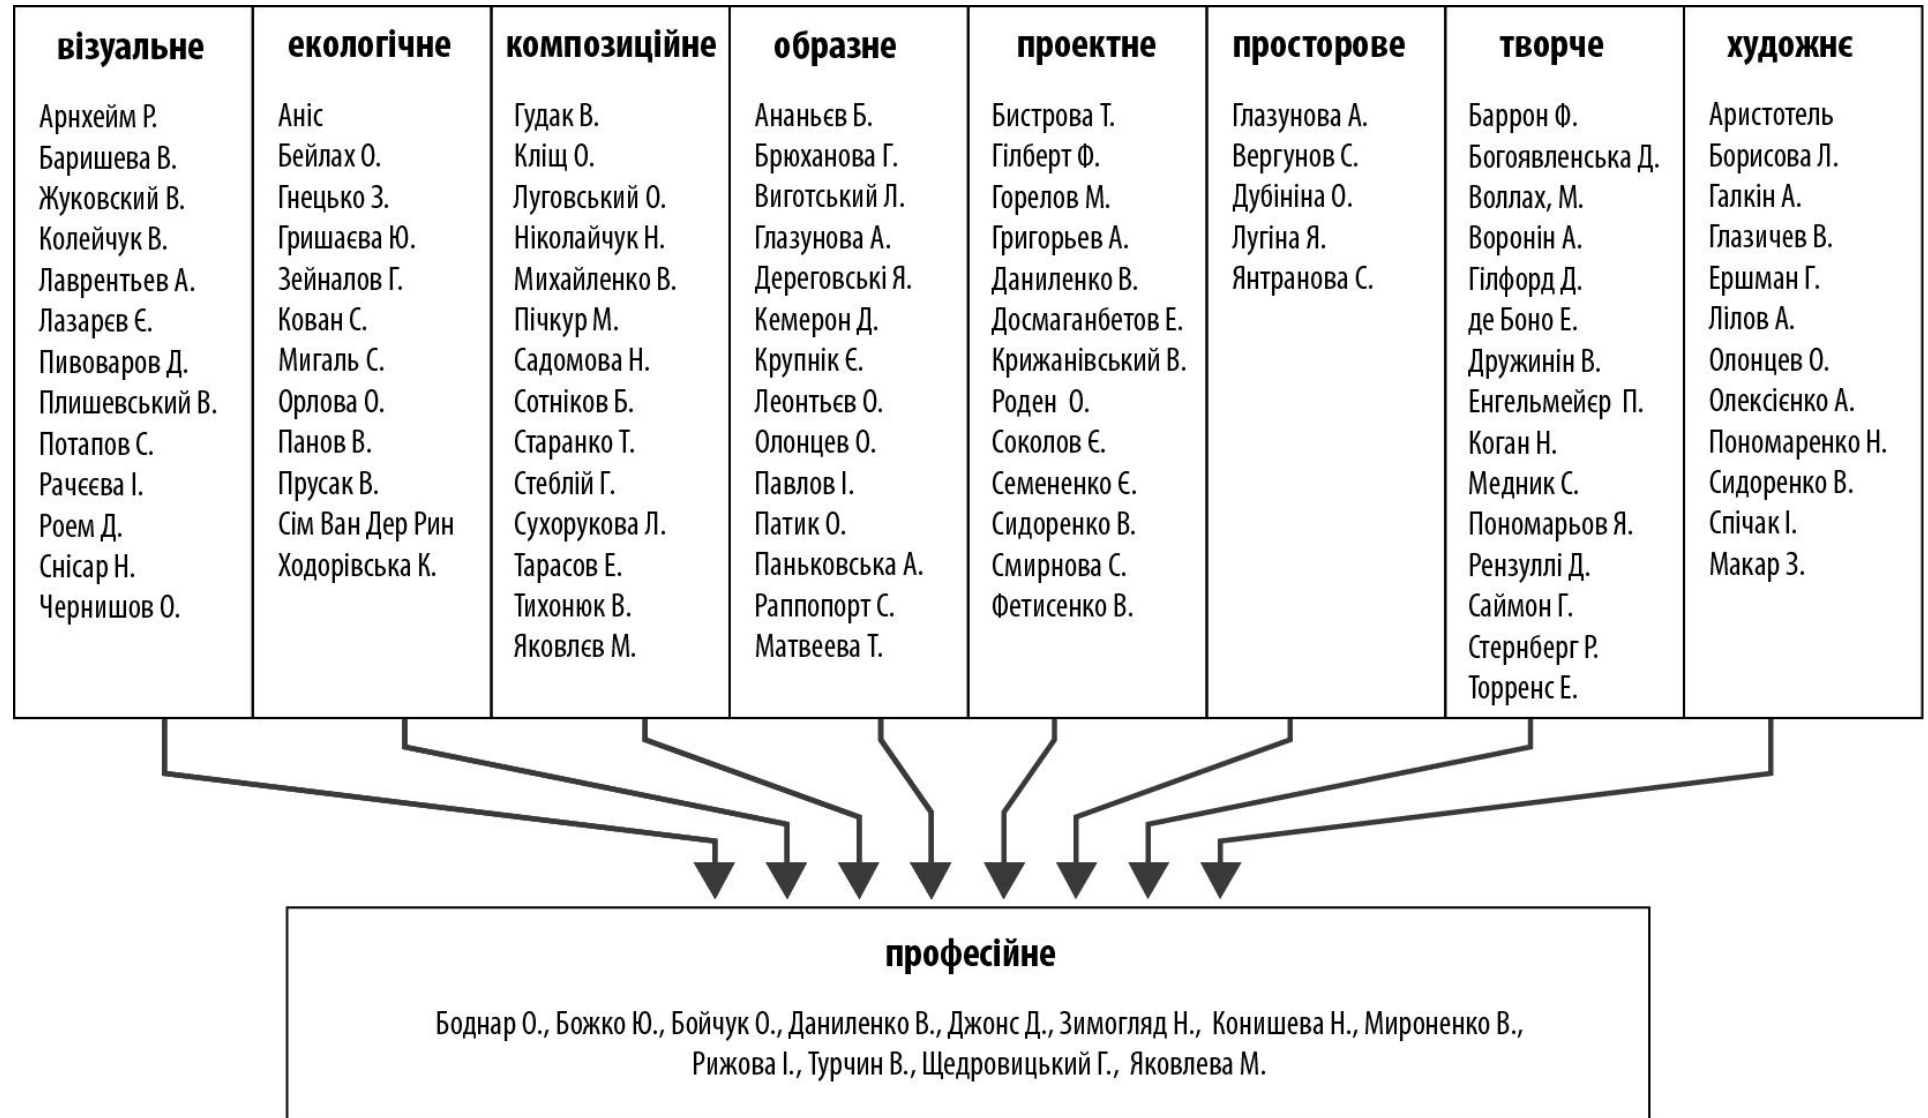 візуальне
Арнхейм Р.
Баришева В.
Жуковский В.
Колейчук В.
Лаврентьев А.
Лазарєв Є.
Пивоваров Д.
Плишевський В.
Потапов С.
Рачєєва І.
Роем Д.
Снісар Н.
Чернишов О.
екологічне
Аніс
Бейлах О.
Гнецько З.
Гришаєва Ю.
Зейналов Г.
Кован С.
Мигаль С.
Орлова О.
Панов В.
Прусак В.
Сім Ван Дер Рин
Ходорівська К.
композиційне
Гудак В.
Кліщ О.
Луговський О.
Ніколайчук Н.
Михайленко В.
Пічкур М.
Садомова Н.
Сотніков Б.
Старанко Т.
Стеблій Г.
Сухорукова Л.
Тарасов Е.
Тихонюк В.
Яковлєв М.
образне
Ананьєв Б.
Брюханова Г.
Виготський Л.
Глазунова А.
Дереговські Я.
Кемерон Д.
Крупнік Є.
Леонтьєв О.
Олонцев О.
Павлов І.
Патик О.
Паньковська А.
Раппопорт С.
Матвеева Т.
проектне
Бистрова Т.
Гілберт Ф.
Горелов М.
Григорьев А.
Даниленко В.
Досмаганбетов Е.
Крижанівський В.
Роден О.
Соколов Є.
Семененко Є.
Сидоренко В.
Смирнова С.
Фетисенко В.
просторове
Глазунова А.
Вергунов С.
Дубініна О.
Лугіна Я.
Янтранова С.
творче
Баррон Ф.
Богоявленська Д.
Воллах, М.
Воронін А.
Гілфорд Д.
де Боно Е.
Дружинін В.
Енгельмейєр П.
Коган Н.
Медник С.
Пономарьов Я.
Рензуллі Д.
Саймон Г.
Стернберг Р.
Торренс Е.
художнє
Аристотель
Борисова Л.
Галкін А.
Глазичев В.
Ершман Г.
Лілов А.
Олонцев О.
Олексієнко А.
Пономаренко Н.
Сидоренко В.
Спічак І.
Макар З.
професійне
Боднар О., Божко Ю., Бойчук О., Даниленко В., Джонс Д., Зимогляд Н., Конишева Н., Мироненко В.,
Рижова І., Турчин В., Щедровицький Г., Яковлева М.